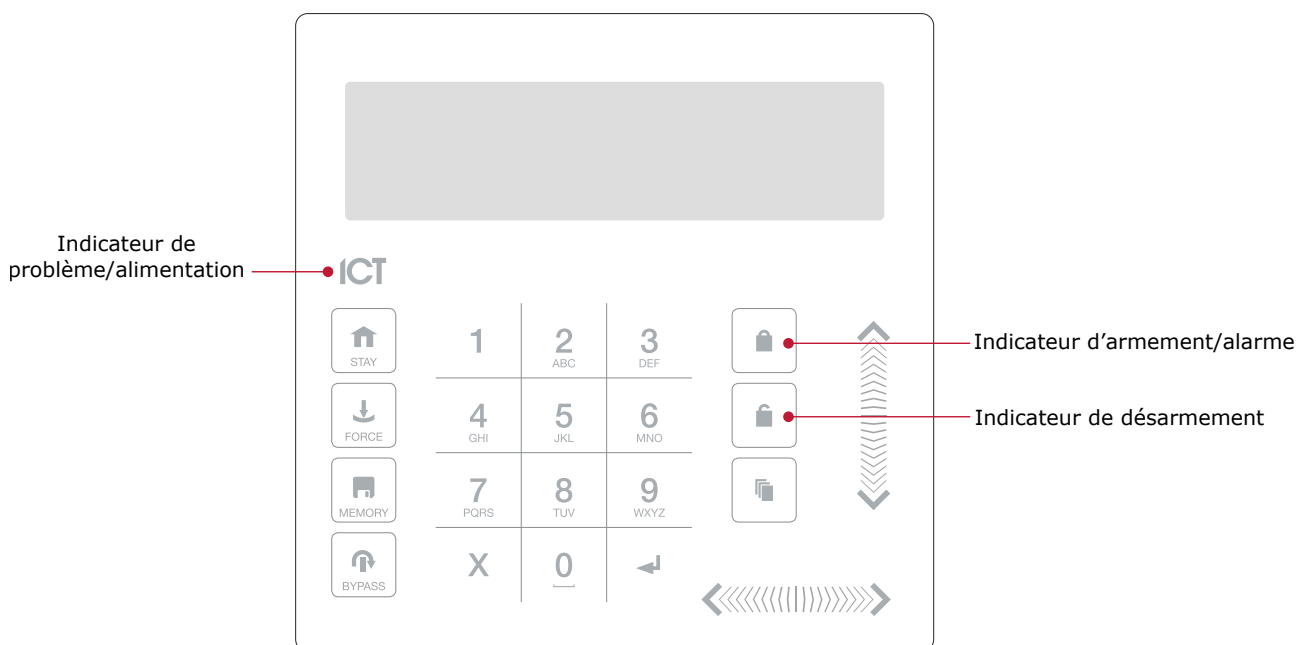 Indicateur de
problème/alimentation
ICT
STAY
1
2
ABC
3
DEF
Indicateur d’armement/alarme
FORCE
4
GHI
5
JKL
6
MNO
Indicateur de désarmement
MEMORY
7
PQRS
8
TUV
9
WXYZ
BYPASS
X
0